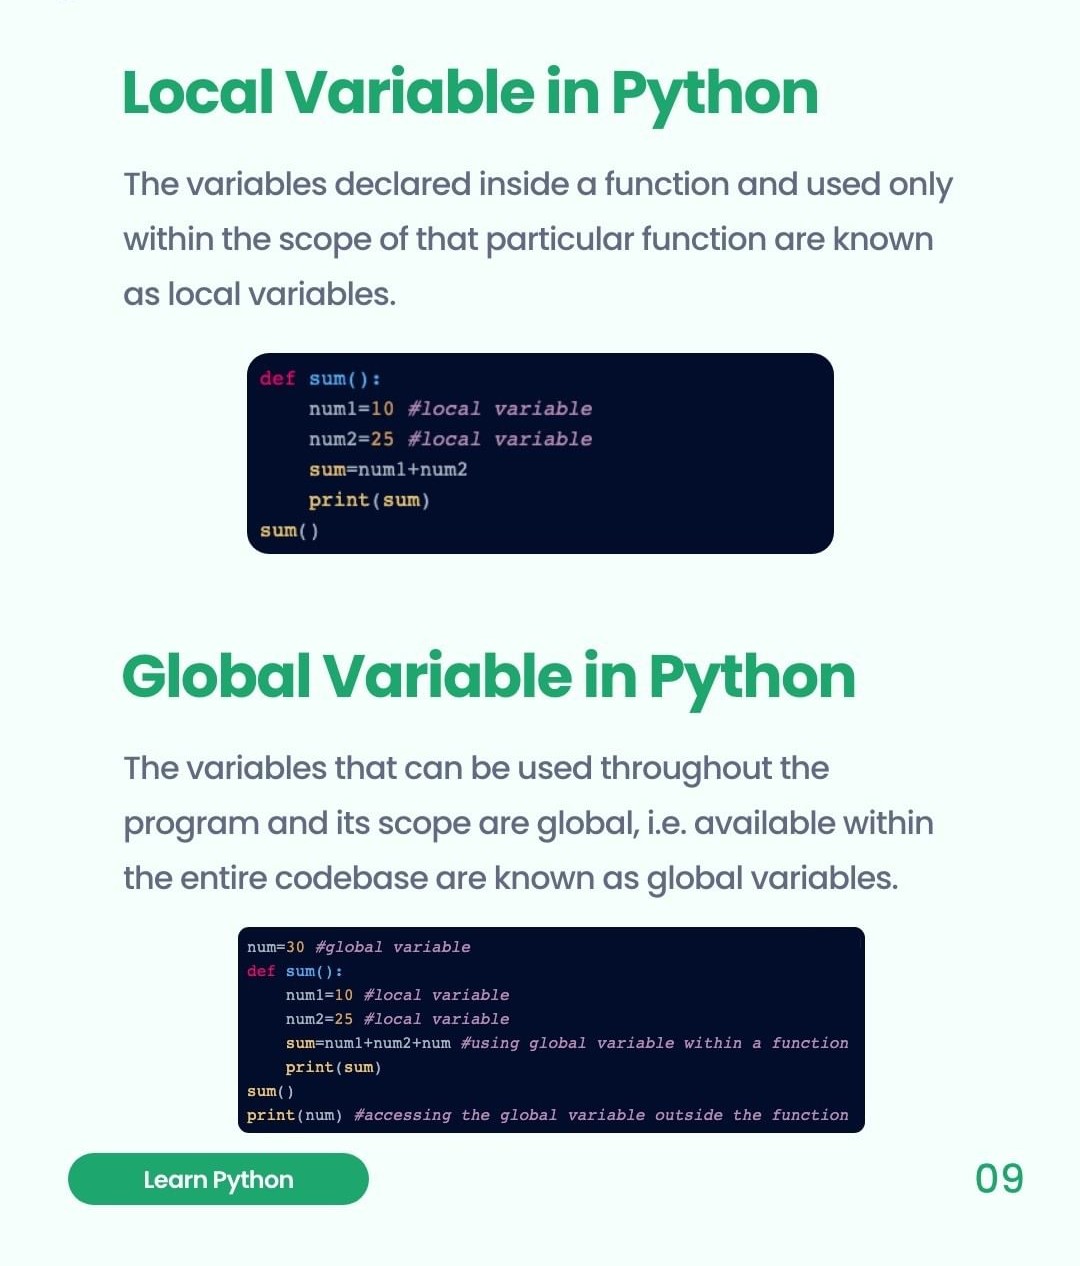 Local Variable in Python
The variables declared inside a function and used only
within the scope of that particular function are known
as local variables.
def sum():
    num1=10 #local variable
    num2=25 #local variable
    sum=num1+num2
    print(sum)
sum()
Global Variable in Python
The variables that can be used throughout the
program and its scope are global, i.e. available within
the entire codebase are known as global variables.
num=30 #global variable
def sum():
    num1=10 #local variable
    num2=25 #local variable
    sum=num1+num2+num #using global variable within a function
    print(sum)
sum()
print(num) #accessing the global variable outside the function
Learn Python
09